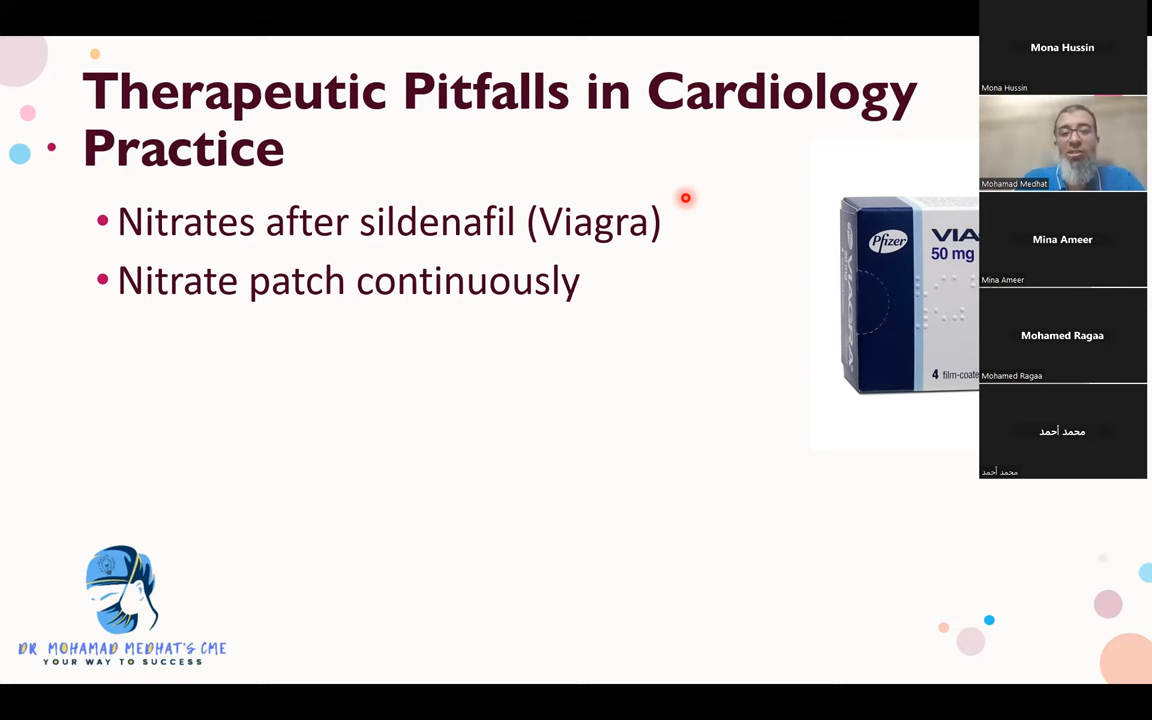 Therapeutic Pitfalls in Cardiology
Practice
• Nitrates after sildenafil (Viagra)
• Nitrate patch continuously
Pfizer
VIA
50 mg
VIAGRA
4 film-coate
DR MOHAMAD MEDHAT'S CME
YOUR WAY TO SUCCESS
Mona Hussin
Mona Hussin
Mohamad Medhat
Mina Ameer
Mina Ameer
Mohamed Ragaa
Mohamed Ragaa
محمد أحمد
محمد أحمد